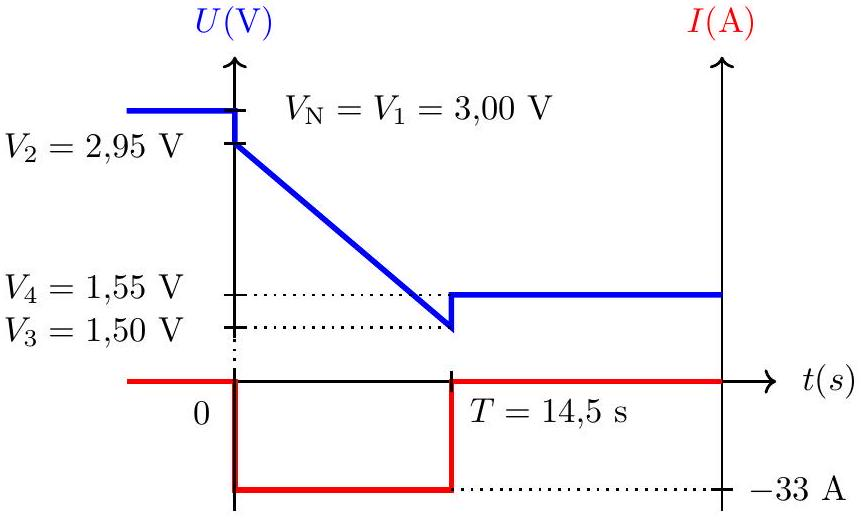 U(V)
I(A)
V_N = V_1 = 3,00 V
V_2 = 2,95 V
V_4 = 1,55 V
V_3 = 1,50 V
t(s)
0
T = 14,5 s
−33 A